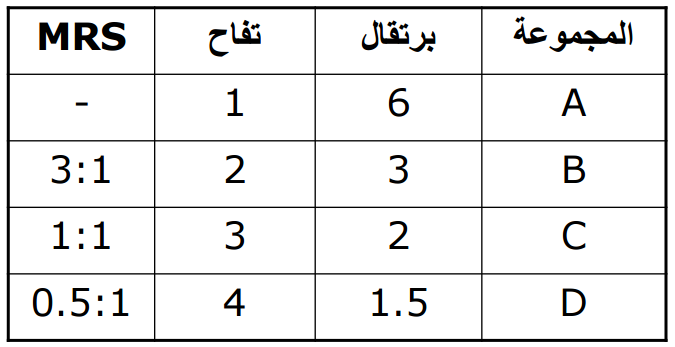 المجموعة برتقال تفاح MRS
A 6 1 -
B 3 2 3:1
C 2 3 1:1
D 1.5 4 0.5:1